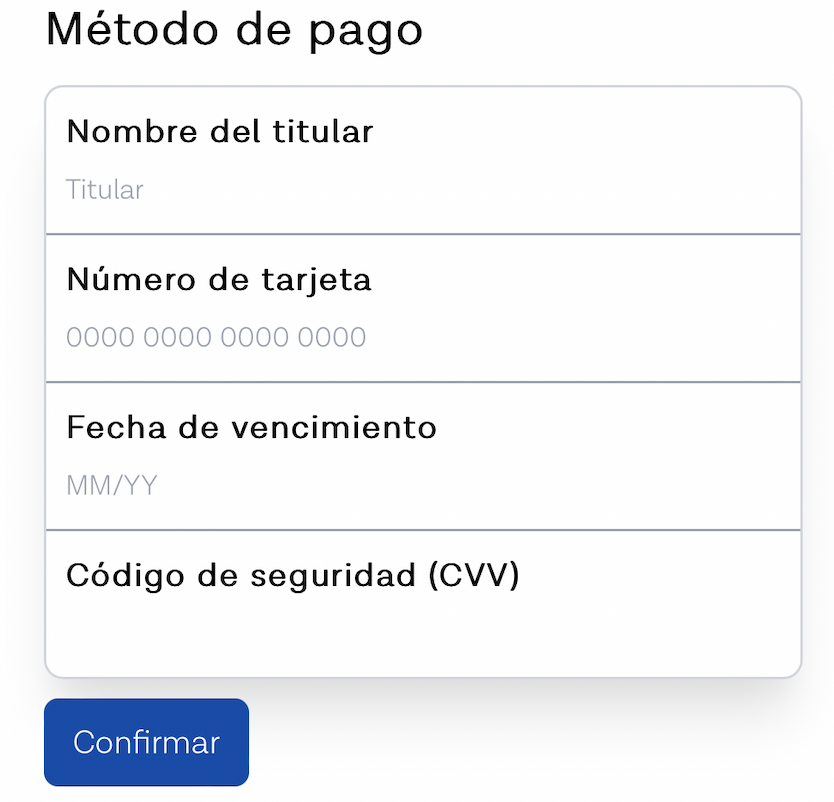 Método de pago
Nombre del titular
Titular
Número de tarjeta
0000 0000 0000 0000
Fecha de vencimiento
MM/YY
Código de seguridad (CVV)
Confirmar